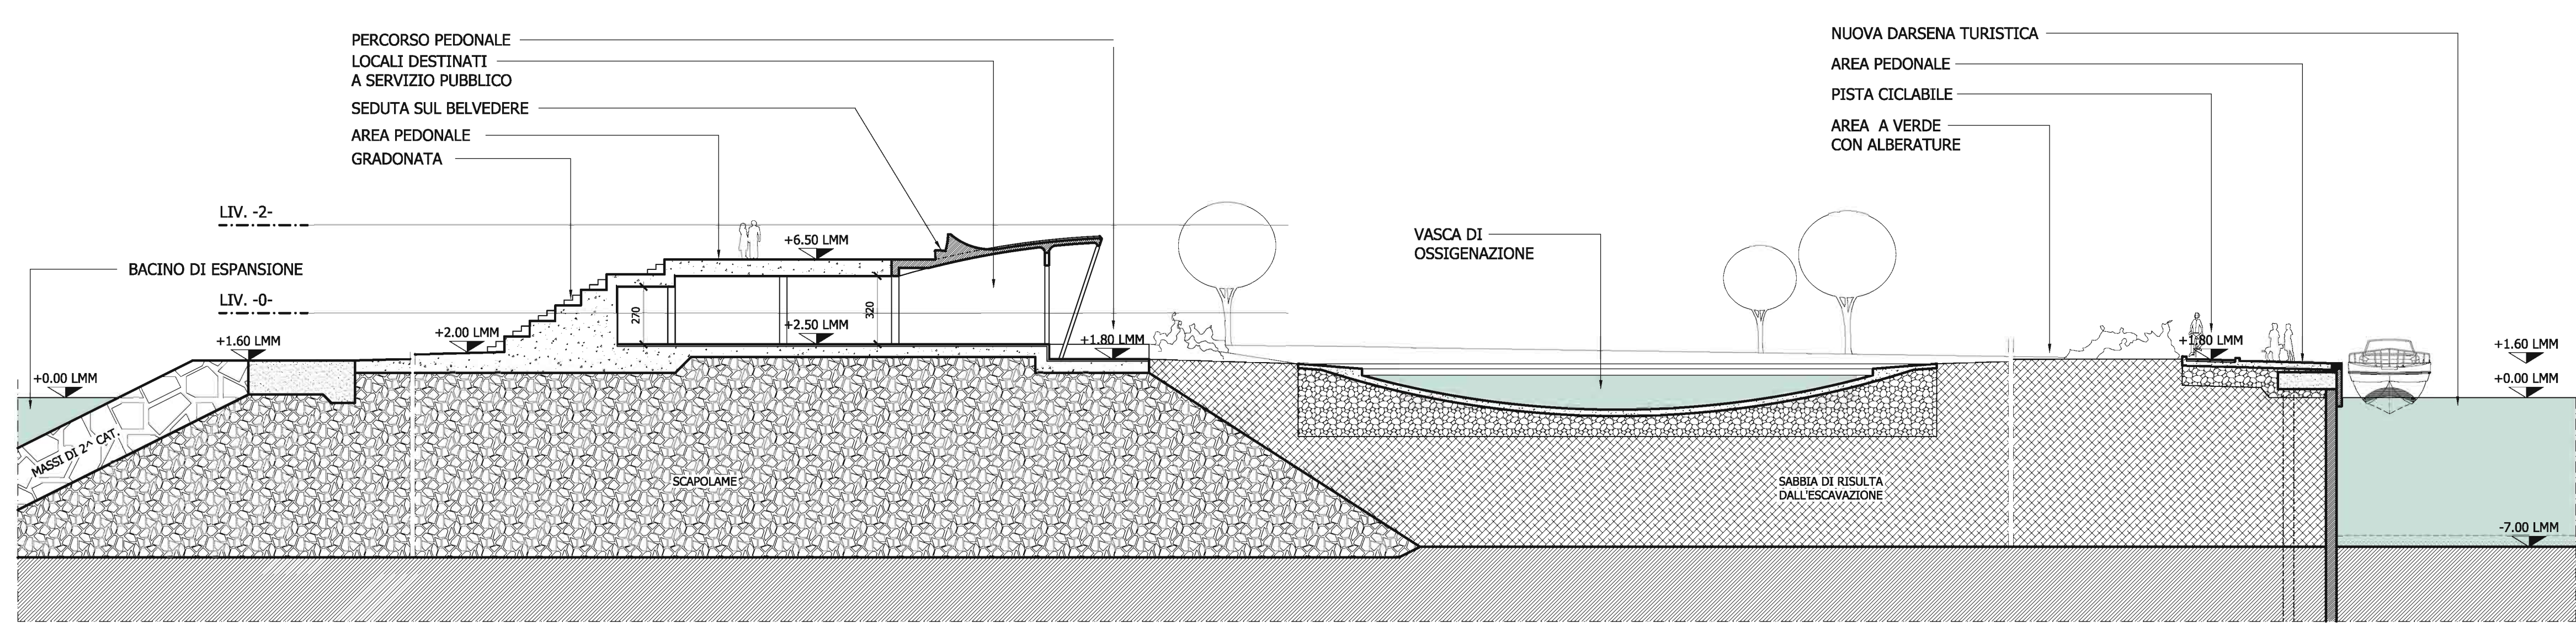 PERCORSO PEDONALE
LOCALI DESTINATI
A SERVIZIO PUBBLICO
SEDUTA SUL BELVEDERE
AREA PEDONALE
GRADONATA
LIV. -2-
BACINO DI ESPANSIONE
LIV. -0-
+6.50 LMM
270
320
+2.00 LMM
+2.50 LMM
+1.60 LMM
+1.80 LMM
+0.00 LMM
MASSI DI 2^ CAT.
SCAPOLAME
VASCA DI
OSSIGENAZIONE
NUOVA DARSENA TURISTICA
AREA PEDONALE
PISTA CICLABILE
AREA A VERDE
CON ALBERATURE
+1.80 LMM
+1.60 LMM
+0.00 LMM
SABBIA DI RISULTA
DALL'ESCAVAZIONE
-7.00 LMM